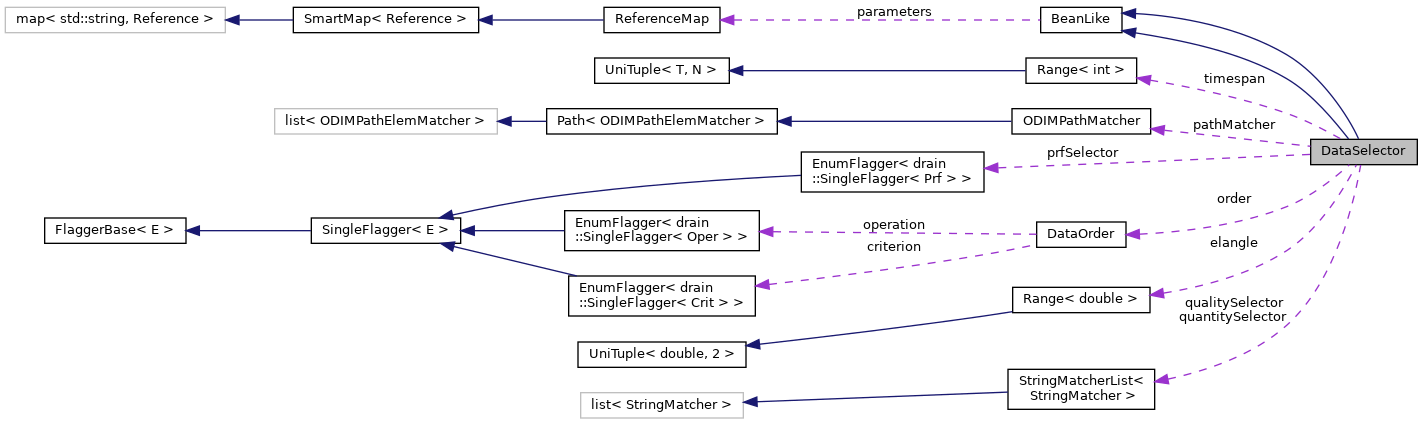 map< std::string, Reference >
SmartMap< Reference >
ReferenceMap
parameters
BeanLike
UniTuple< T, N >
Range< int >
timespan
list< ODIMPathElemMatcher >
Path< ODIMPathElemMatcher >
ODIMPathMatcher
pathMatcher
DataSelector
EnumFlagger< drain
::SingleFlagger< Prf > >
prfSelector
FlaggerBase< E >
SingleFlagger< E >
EnumFlagger< drain
::SingleFlagger< Oper > >
operation
criterion
DataOrder
order
elangle
EnumFlagger< drain
::SingleFlagger< Crit > >
Range< double >
qualitySelector
quantitySelector
UniTuple< double, 2 >
StringMatcherList<
StringMatcher >
list< StringMatcher >